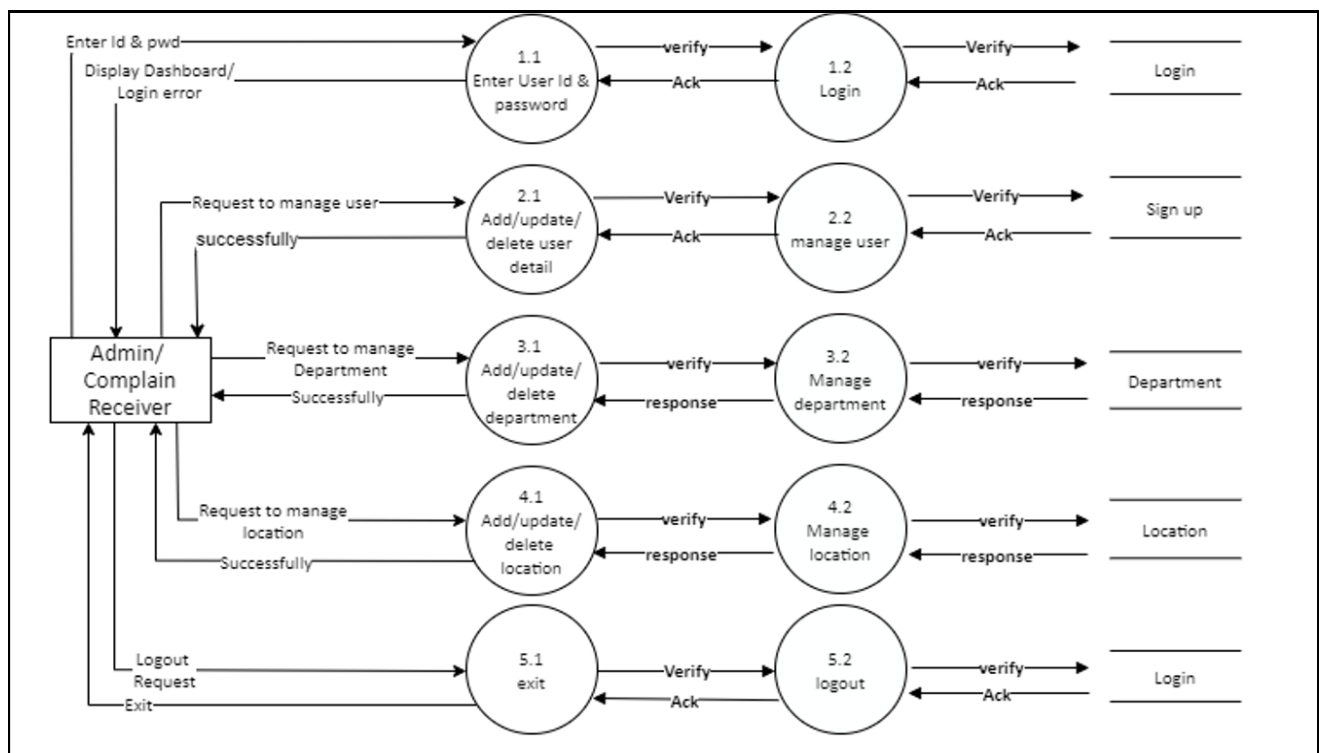 Enter Id & pwd
Display Dashboard/
Login error
1.1
Enter User Id &
password
verify
Ack
1.2
Login
Verify
Ack
Login
Request to manage user
successfully
2.1
Add/update/
delete user
detail
Verify
Ack
2.2
manage user
Verify
Ack
Sign up
Admin/
Complain
Receiver
Request to manage
Department
Successfully
3.1
Add/update/
delete
department
verify
response
3.2
Manage
department
verify
response
Department
Request to manage
location
Successfully
4.1
Add/update/
delete
location
verify
response
4.2
Manage
location
verify
response
Location
Logout
Request
Exit
5.1
exit
Verify
Ack
5.2
logout
verify
Ack
Login